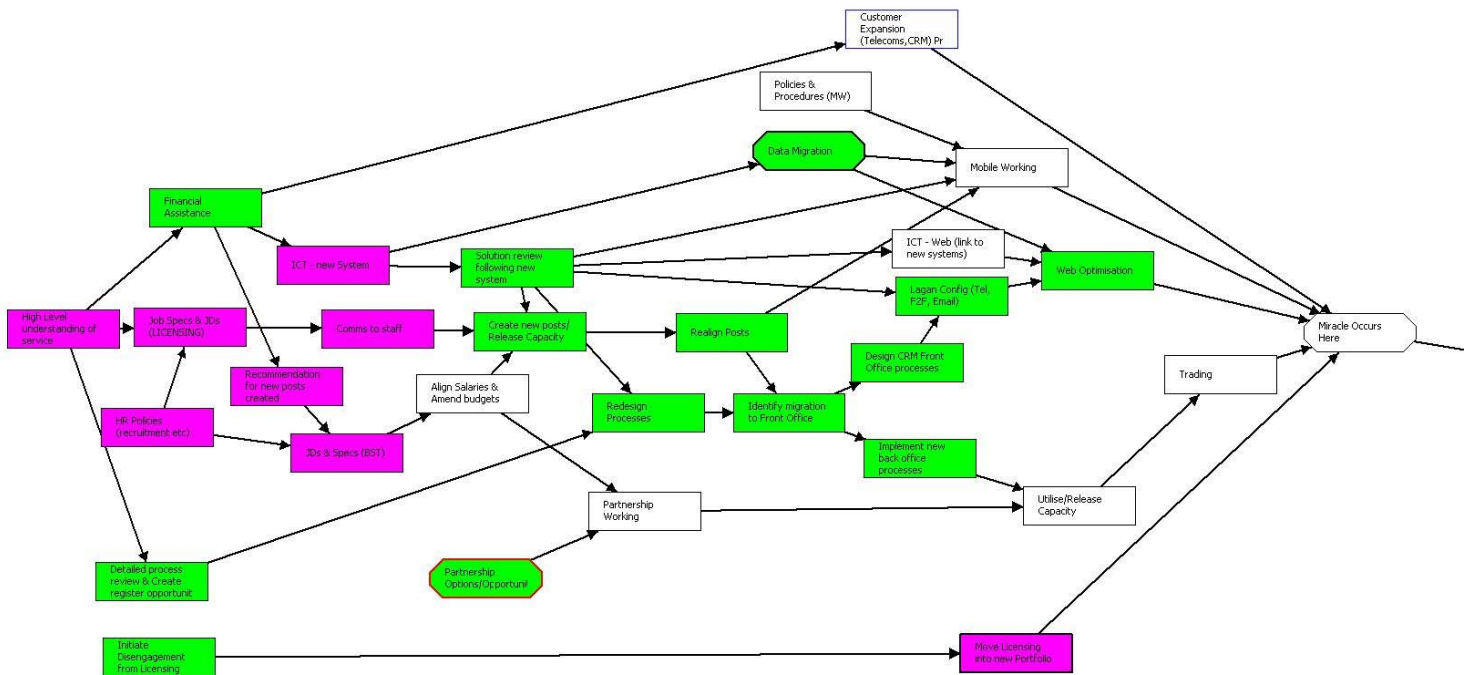 Customer
Expansion
(Telecoms,CRM) Pr
Policies &
Procedures (MW)
Data Migration
Mobile Working
Financial
Assistance
ICT - new System
Solution review
following new
system
ICT - Web (link to
new systems)
Web Optimisation
Lagan Config (Tel,
F2F, Email)
High Level
understanding of
service
Job Specs & JDs
(LICENSING)
Comms to staff
Create new posts/
Release Capacity
Realign Posts
Miracle Occurs
Here
Design CRM Front
Office processes
Trading
Recommendation
for new posts
created
Align Salaries &
Amend budgets
HR Policies
(recruitment etc)
Redesign
Processes
Identify migration
to Front Office
JDs & Specs (BST)
Implement new
back office
processes
Partnership
Working
Utilise/Release
Capacity
Detailed process
review & Create
register opportunit
Partnership
Options/Opportunit
Initiate
Disengagement
from Licensing
Move Licensing
into new Portfolio